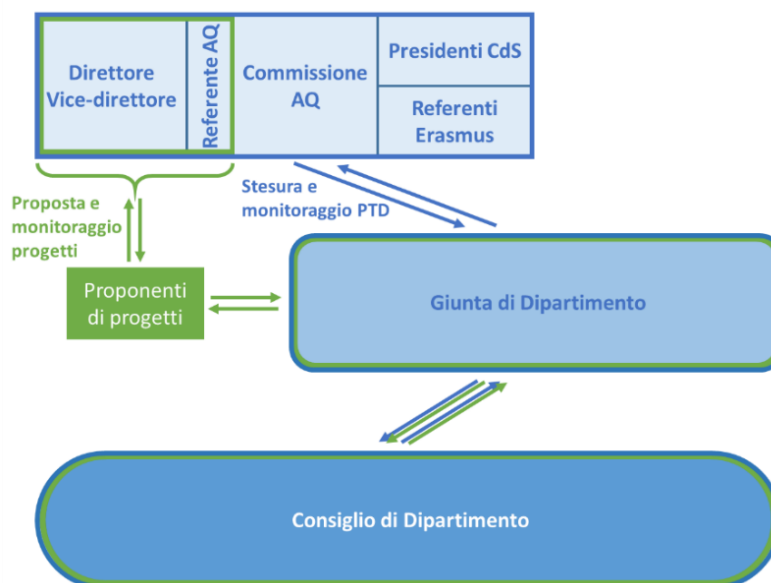 Direttore
Vice-direttore
Referente AQ
Commissione
AQ
Presidenti CdS
Referenti
Erasmus
Proposta e
monitoraggio
progetti
Stesura e
monitoraggio PTD
Proponenti
di progetti
Giunta di Dipartimento
Consiglio di Dipartimento